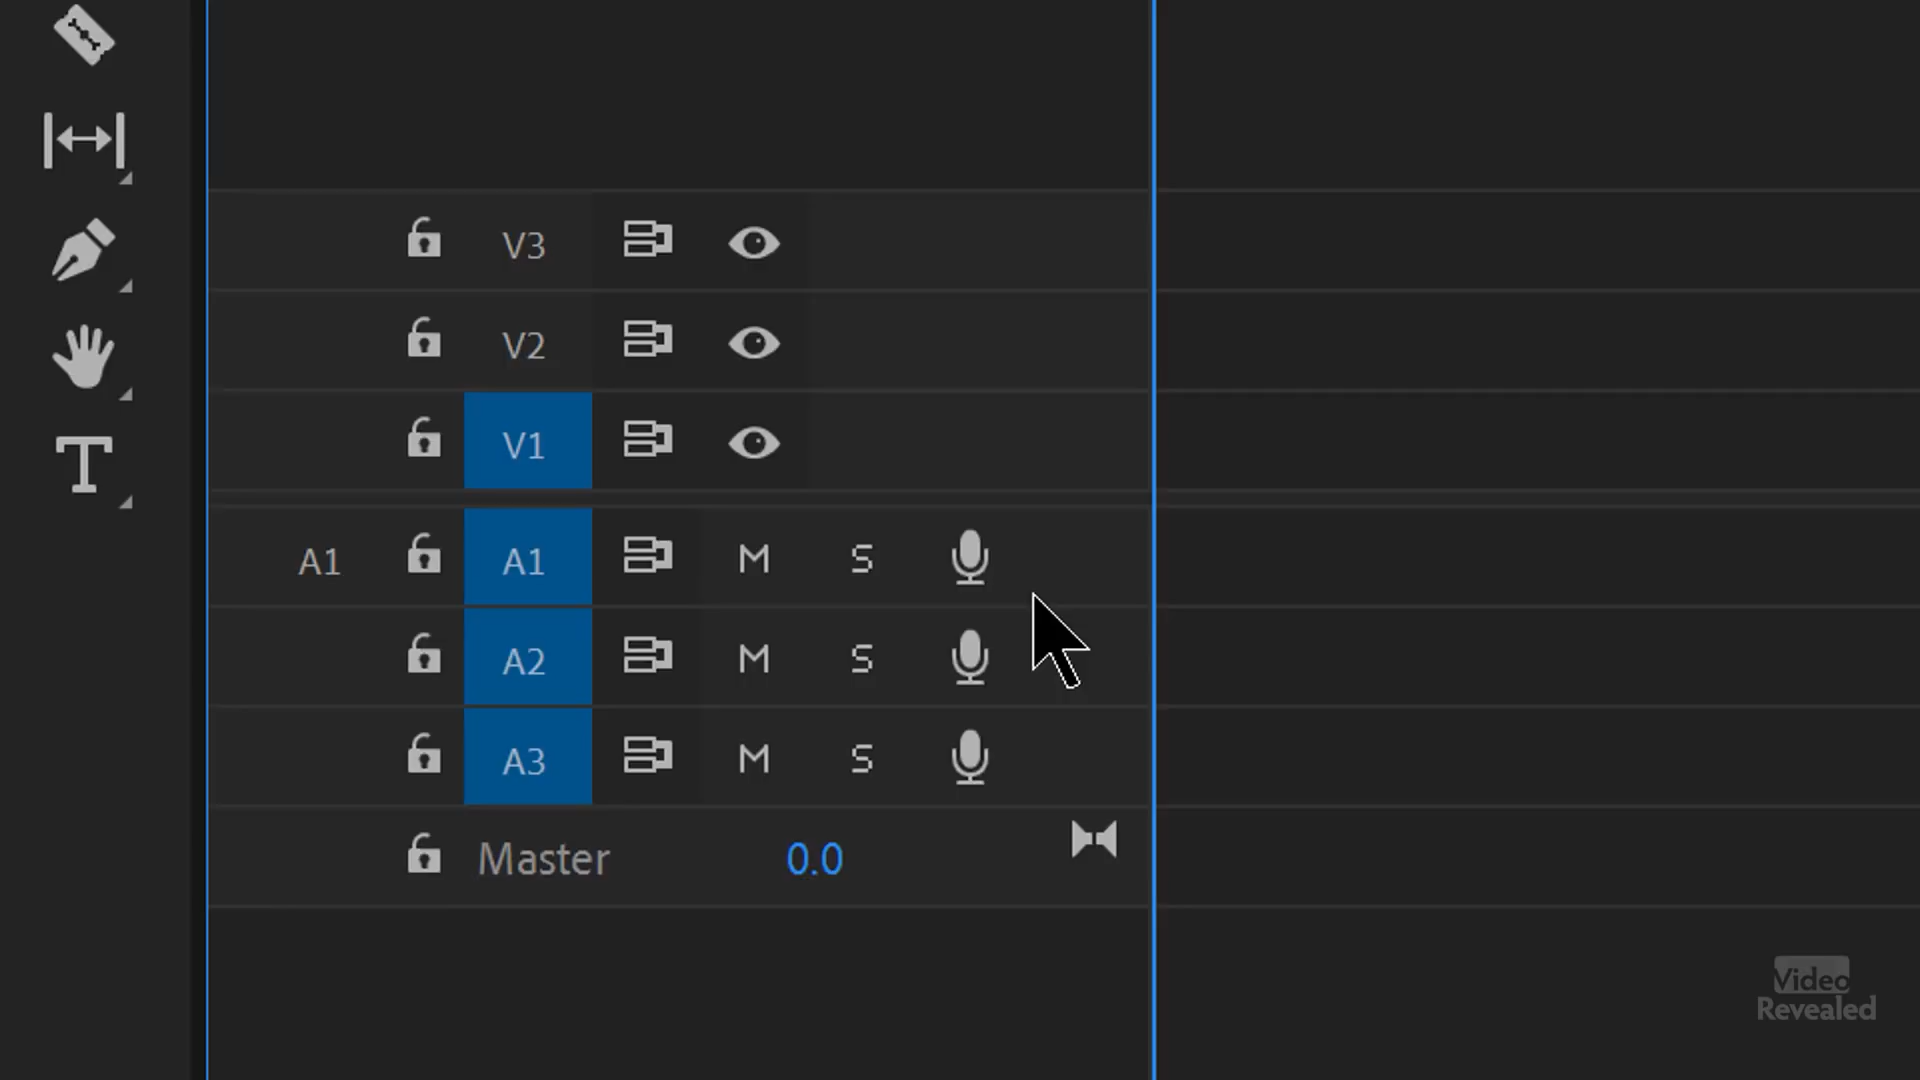 V3
V2
V1
A1 A1 M S
A2 M S
A3 M S
Master 0.0
Video
Revealed